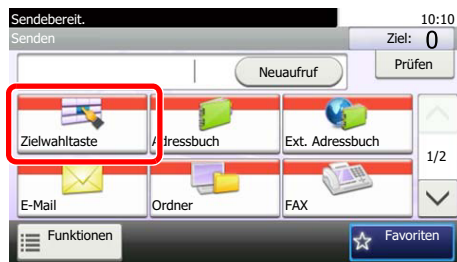 Sendebereit. 10:10
Senden Ziel: 0
Neuaufruf Prüfen
Zielwahltaste Adressbuch Ext. Adressbuch
1/2
E-Mail Ordner FAX
Funktionen Favoriten